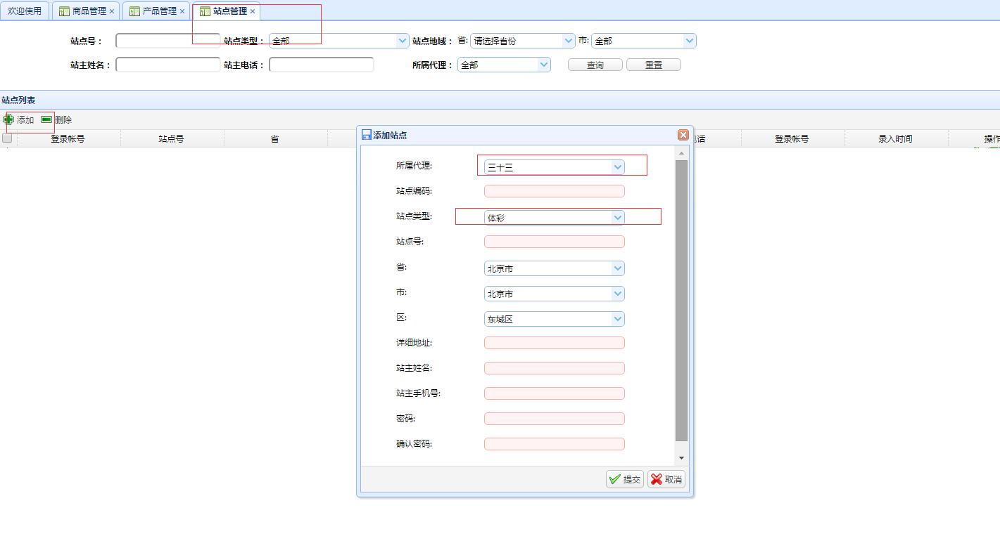 欢迎使用 商品管理 产品管理 站点管理
站点号： 站点类型： 全部 站点地域： 省: 请选择省份 市: 全部
站主姓名： 站主电话： 所属代理： 全部 查询 重置
站点列表
添加 删除
登录帐号 站点号 省 电话 登录帐号 录入时间 操作
添加站点
所属代理: 三十三
站点编码:
站点类型: 体彩
站点号:
省: 北京市
市: 北京市
区: 东城区
详细地址:
站主姓名:
站主手机号:
密码:
确认密码:
提交 取消